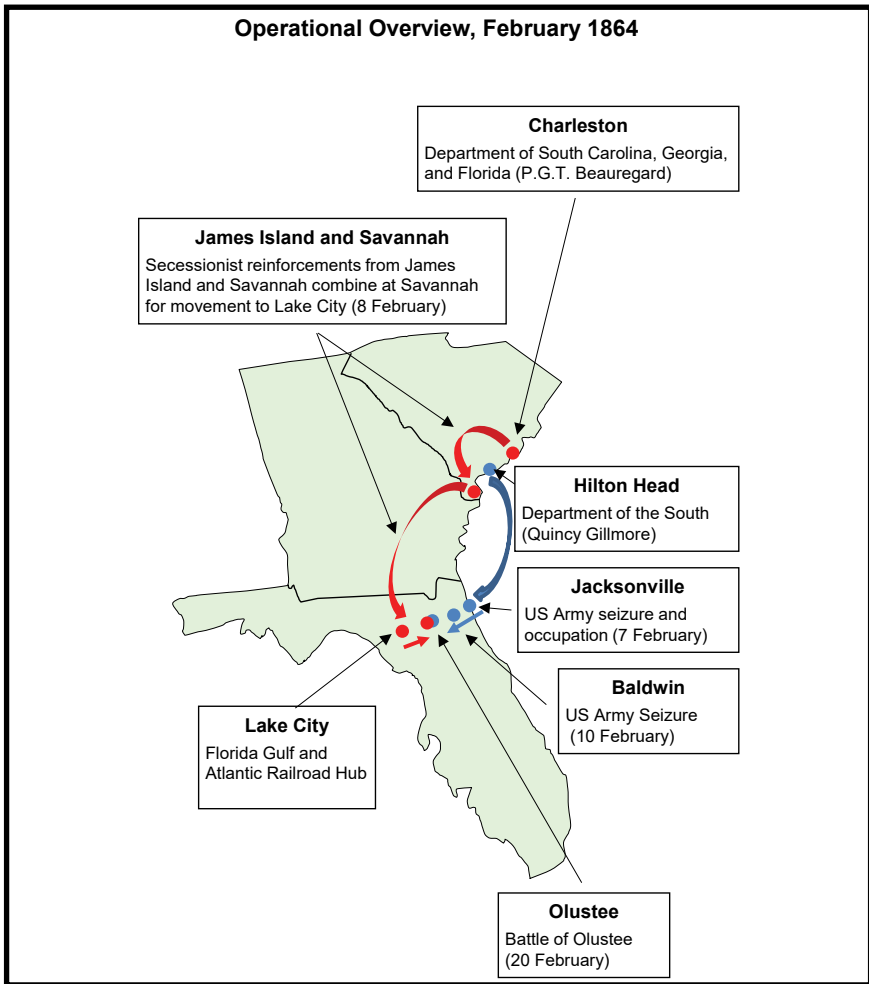 Operational Overview, February 1864
Charleston
Department of South Carolina, Georgia,
and Florida (P.G.T. Beauregard)
James Island and Savannah
Secessionist reinforcements from James
Island and Savannah combine at Savannah
for movement to Lake City (8 February)
Hilton Head
Department of the South
(Quincy Gillmore)
Jacksonville
US Army seizure and
occupation (7 February)
Baldwin
US Army Seizure
(10 February)
Lake City
Florida Gulf and
Atlantic Railroad Hub
Olustee
Battle of Olustee
(20 February)